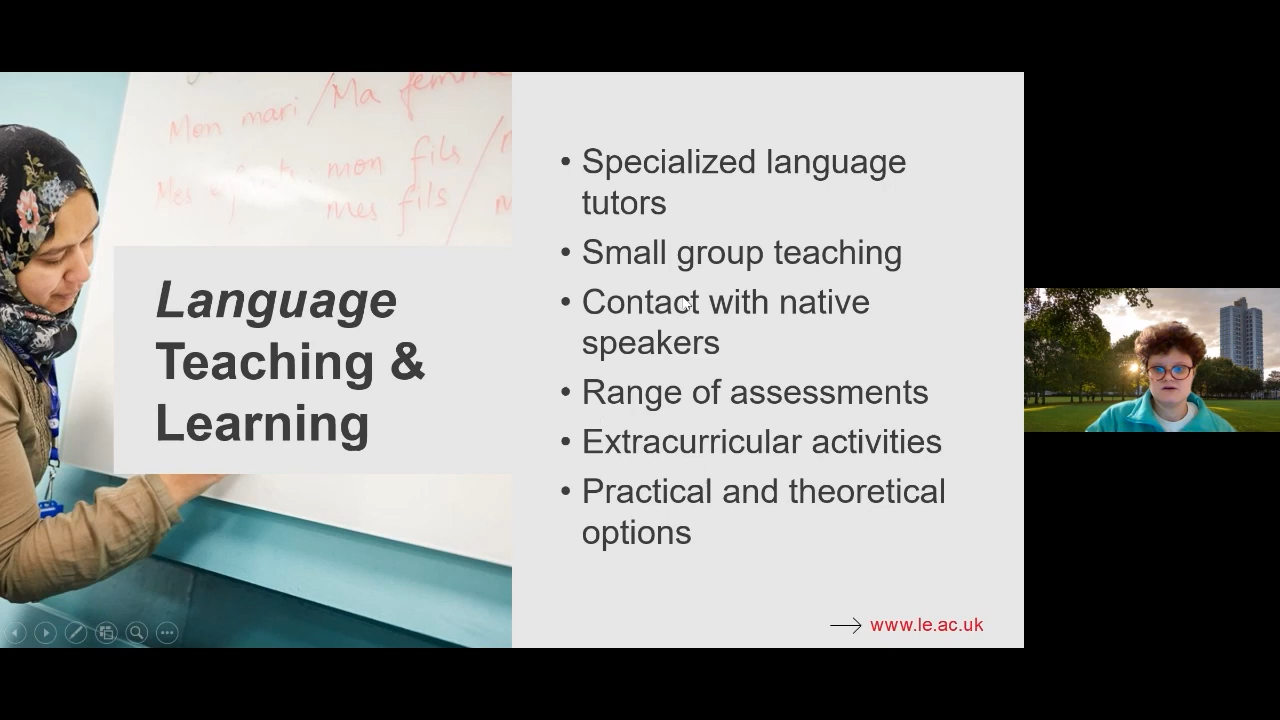 Mon mari / Ma femme
Mes mon fils /
mes fils /
Language
Teaching &
Learning
• Specialized language
tutors
• Small group teaching
• Contact with native
speakers
• Range of assessments
• Extracurricular activities
• Practical and theoretical
options
www.le.ac.uk